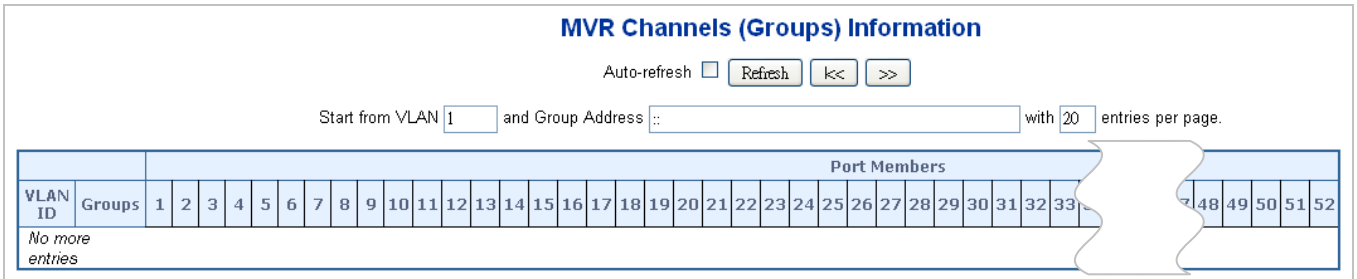 MVR Channels (Groups) Information
Auto-refresh Refresh |<< >>
Start from VLAN 1 and Group Address :: with 20 entries per page.
Port Members
VLAN ID Groups 1 2 3 4 5 6 7 8 9 10 11 12 13 14 15 16 17 18 19 20 21 22 23 24 25 26 27 28 29 30 31 32 33 48 49 50 51 52
No more
entries